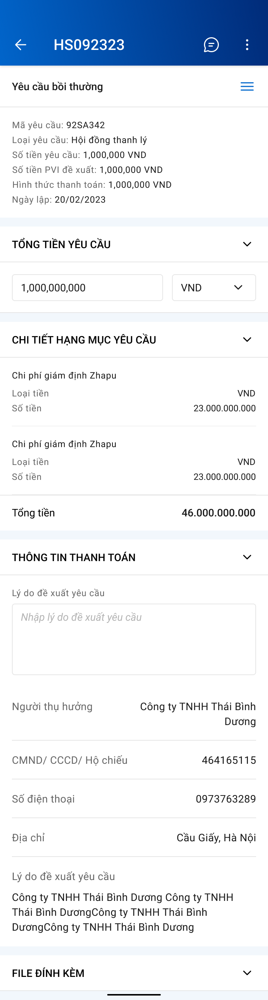 HS092323
Yêu cầu bồi thường
Mã yêu cầu: 92SA342
Loại yêu cầu: Hội đồng thanh lý
Số tiền yêu cầu: 1,000,000 VND
Số tiền PVI đề xuất: 1,000,000 VND
Hình thức thanh toán: 1,000,000 VND
Ngày lập: 20/02/2023
TỔNG TIỀN YÊU CẦU
1,000,000,000 VND
CHI TIẾT HẠNG MỤC YÊU CẦU
Chi phí giám định Zhapu
Loại tiền VND
Số tiền 23.000.000.000
Chi phí giám định Zhapu
Loại tiền VND
Số tiền 23.000.000.000
Tổng tiền 46.000.000.000
THÔNG TIN THANH TOÁN
Lý do đề xuất yêu cầu
Nhập lý do đề xuất yêu cầu
Người thụ hưởng Công ty TNHH Thái Bình
Dương
CMND/ CCCD/ Hộ chiếu 464165115
Số điện thoại 0973763289
Địa chỉ Cầu Giấy, Hà Nội
Lý do đề xuất yêu cầu
Công ty TNHH Thái Bình Dương Công ty TNHH
Thái Bình DươngCông ty TNHH Thái Bình
DươngCông ty TNHH Thái Bình Dương
FILE ĐÍNH KÈM